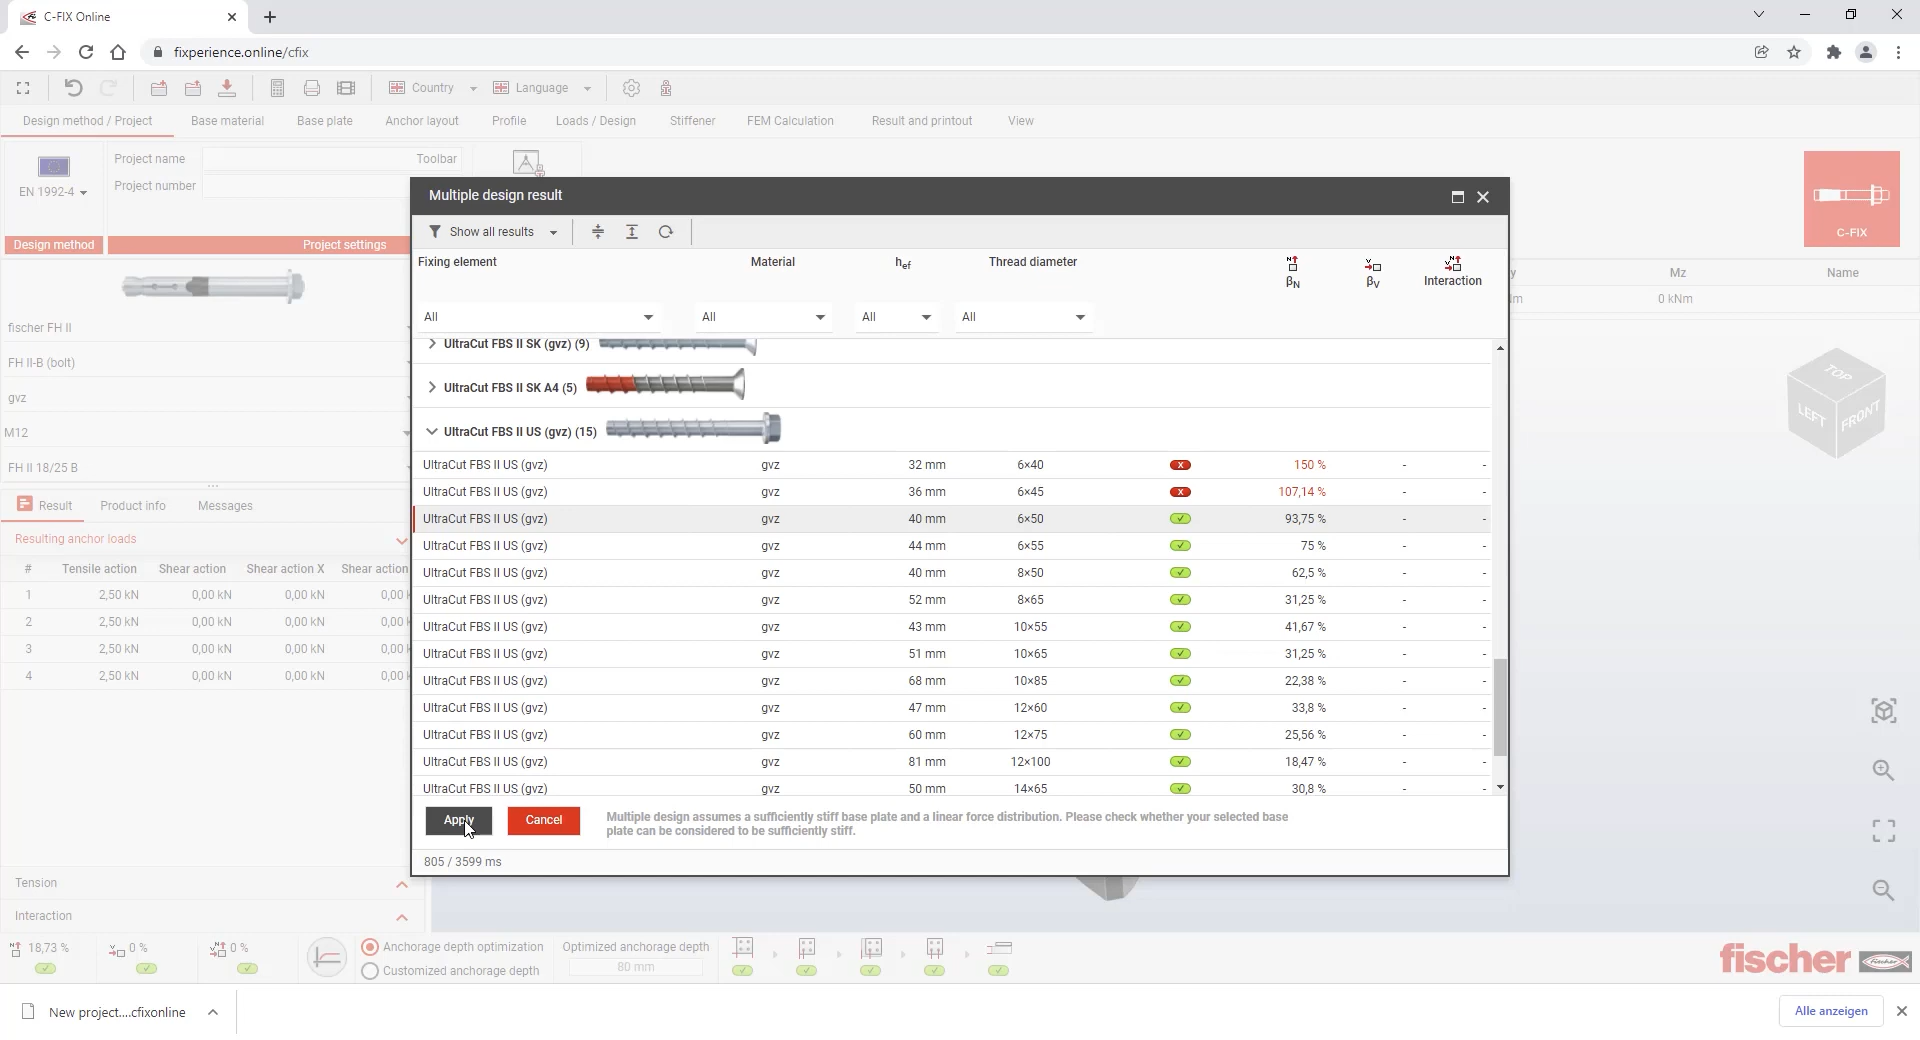 C-FIX Online
fixperience.online/cfix
Country
Language
Design method / Project
Base material
Base plate
Anchor layout
Profile
Loads / Design
Stiffener
FEM Calculation
Result and printout
View
EN 1992-4
Design method
Project name
Toolbar
Project number
Project settings
C-FIX
fischer FH II
FH II-B (bolt)
gvz
M12
FH II 18/25 B
Result
Product info
Messages
Resulting anchor loads
# Tensile action Shear action Shear action X Shear action
1 2,50 kN 0,00 kN 0,00 kN 0,00
2 2,50 kN 0,00 kN 0,00 kN 0,00
3 2,50 kN 0,00 kN 0,00 kN 0,00
4 2,50 kN 0,00 kN 0,00 kN 0,00
Tension
Interaction
Multiple design result
Show all results
Fixing element Material hef Thread diameter βN βV Interaction
All All All All
UltraCut FBS II SK (gvz) (9)
UltraCut FBS II SK A4 (5)
UltraCut FBS II US (gvz) (15)
UltraCut FBS II US (gvz) gvz 32 mm 6×40 X 150 % - -
UltraCut FBS II US (gvz) gvz 36 mm 6×45 X 107,14 % - -
UltraCut FBS II US (gvz) gvz 40 mm 6×50 93,75 % - -
UltraCut FBS II US (gvz) gvz 44 mm 6×55 75 % - -
UltraCut FBS II US (gvz) gvz 40 mm 8×50 62,5 % - -
UltraCut FBS II US (gvz) gvz 52 mm 8×65 31,25 % - -
UltraCut FBS II US (gvz) gvz 43 mm 10×55 41,67 % - -
UltraCut FBS II US (gvz) gvz 51 mm 10×65 31,25 % - -
UltraCut FBS II US (gvz) gvz 68 mm 10×85 22,38 % - -
UltraCut FBS II US (gvz) gvz 47 mm 12×60 33,8 % - -
UltraCut FBS II US (gvz) gvz 60 mm 12×75 25,56 % - -
UltraCut FBS II US (gvz) gvz 81 mm 12×100 18,47 % - -
UltraCut FBS II US (gvz) gvz 50 mm 14×65 30,8 % - -
Apply
Cancel
Multiple design assumes a sufficiently stiff base plate and a linear force distribution. Please check whether your selected base
plate can be considered to be sufficiently stiff.
805 / 3599 ms
y Mz Name
m 0 kNm
TOP
LEFT
FRONT
18,73 %
0 %
0 %
Anchorage depth optimization
Customized anchorage depth
Optimized anchorage depth
80 mm
fischer
New project....cfixonline
Alle anzeigen